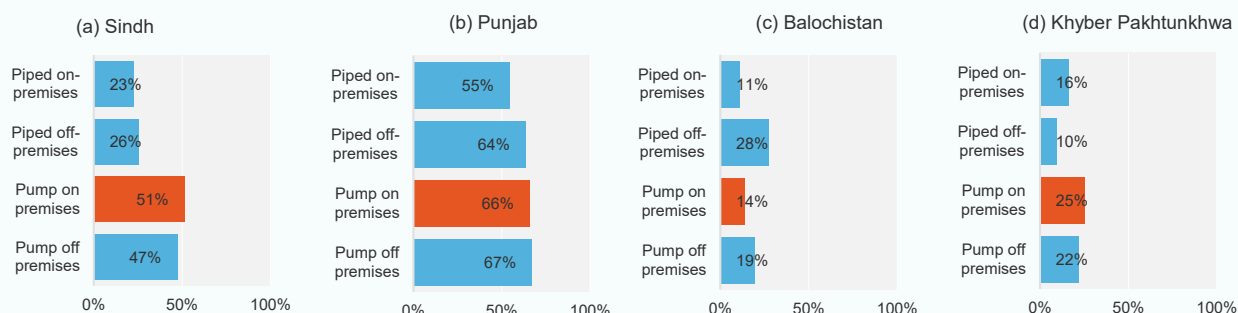 (a) Sindh
Piped on-
premises
23%
Piped off-
premises
26%
Pump on
premises
51%
Pump off
premises
47%
0% 50% 100%
(b) Punjab
Piped on-
premises
55%
Piped off-
premises
64%
Pump on
premises
66%
Pump off
premises
67%
0% 50% 100%
(c) Balochistan
Piped on-
premises
11%
Piped off-
premises
28%
Pump on
premises
14%
Pump off
premises
19%
0% 50% 100%
(d) Khyber Pakhtunkhwa
Piped on-
premises
16%
Piped off-
premises
10%
Pump on
premises
25%
Pump off
premises
22%
0% 50% 100%